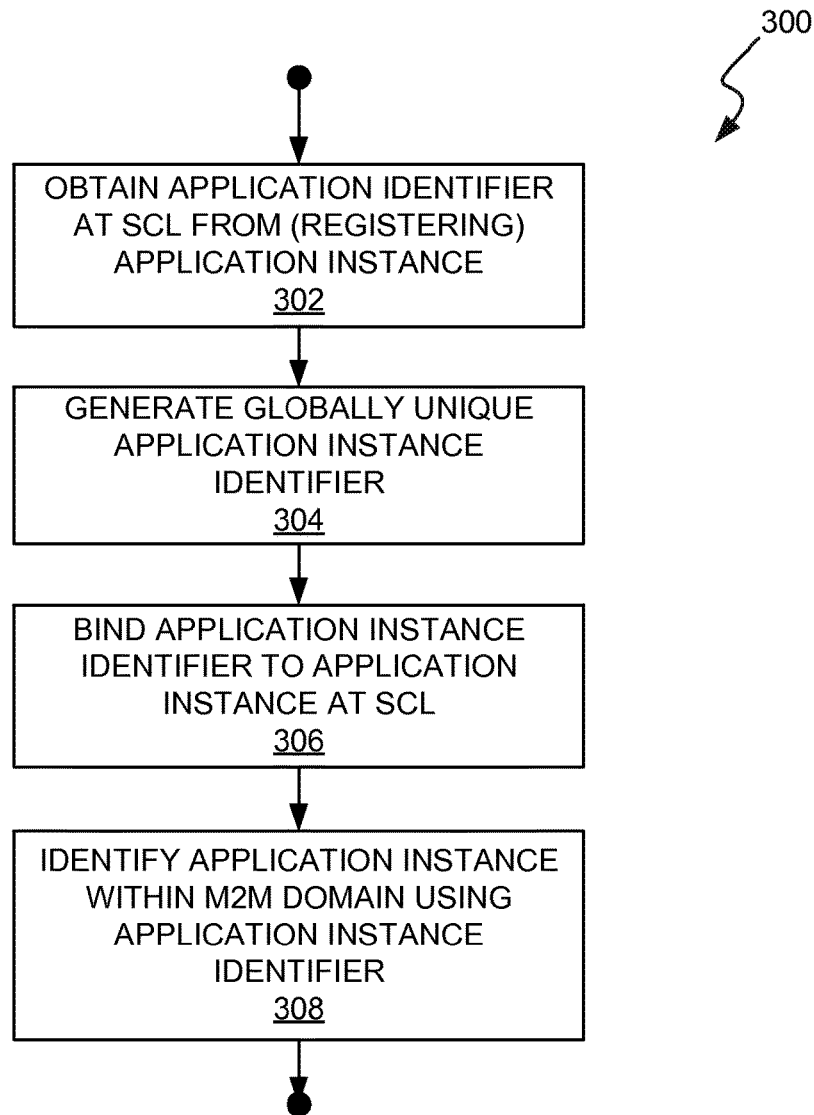 300
OBTAIN APPLICATION IDENTIFIER
AT SCL FROM (REGISTERING)
APPLICATION INSTANCE
302
GENERATE GLOBALLY UNIQUE
APPLICATION INSTANCE
IDENTIFIER
304
BIND APPLICATION INSTANCE
IDENTIFIER TO APPLICATION
INSTANCE AT SCL
306
IDENTIFY APPLICATION INSTANCE
WITHIN M2M DOMAIN USING
APPLICATION INSTANCE
IDENTIFIER
308